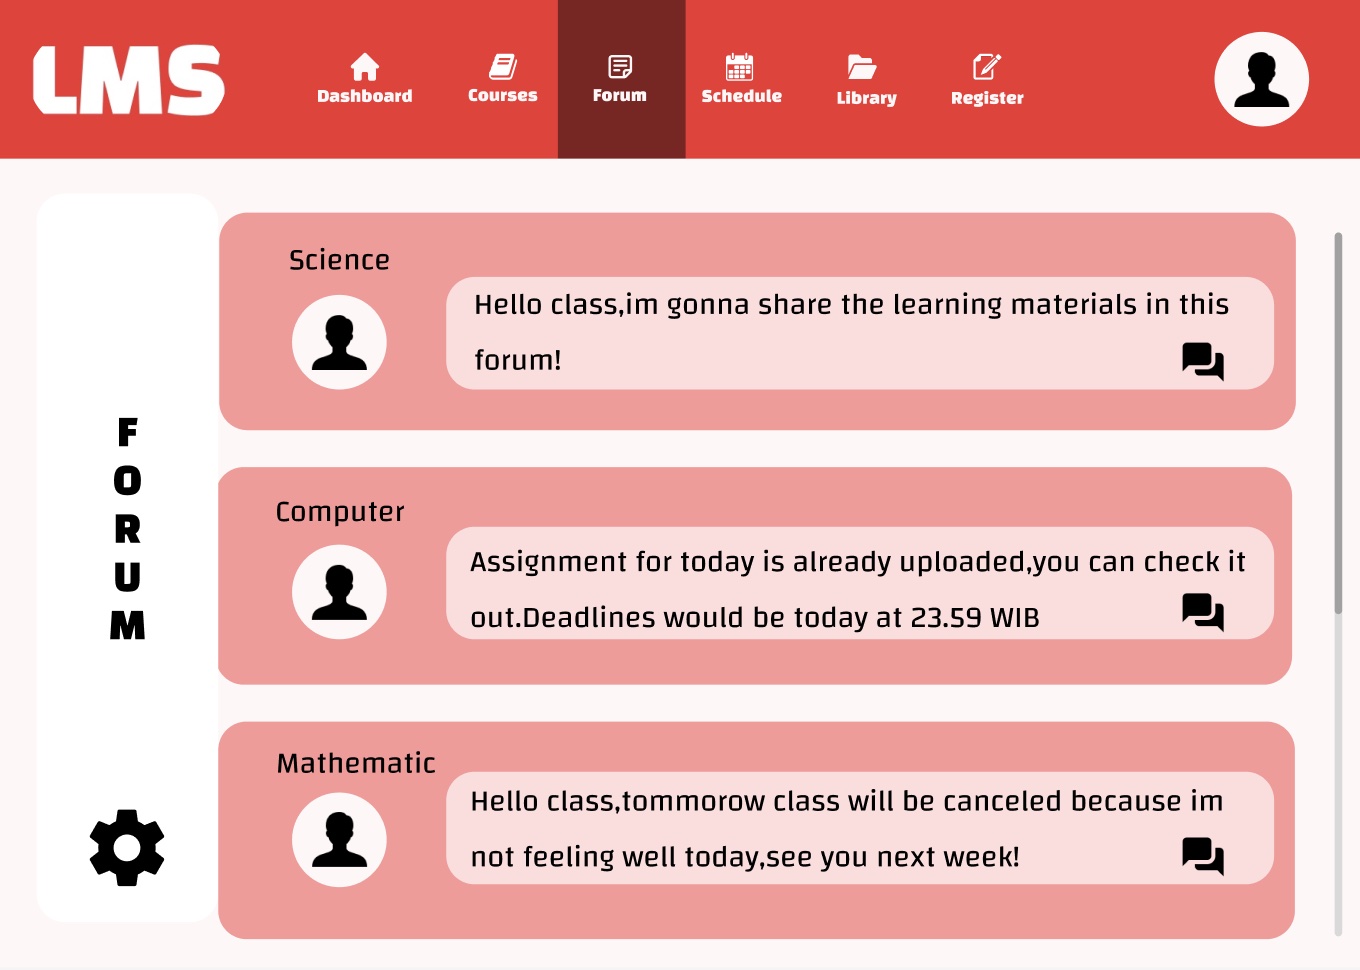 LMS
Dashboard
Courses
Forum
Schedule
Library
Register
FORUM
Science
Hello class,im gonna share the learning materials in this
forum!
Computer
Assignment for today is already uploaded,you can check it
out.Deadlines would be today at 23.59 WIB
Mathematic
Hello class,tommorow class will be canceled because im
not feeling well today,see you next week!